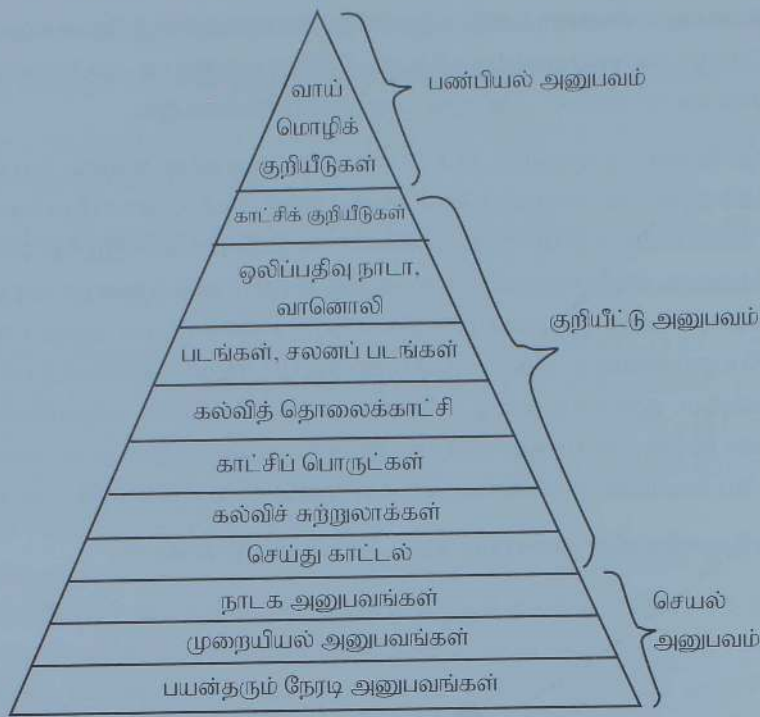 வாய்
மொழிக்
குறியீடுகள்
பண்பியல் அனுபவம்
காட்சிக் குறியீடுகள்
ஒலிப்பதிவு நாடா,
வானொலி
குறியீட்டு அனுபவம்
படங்கள், சலனப் படங்கள்
கல்வித் தொலைக்காட்சி
காட்சிப் பொருட்கள்
கல்விச் சுற்றுலாக்கள்
செய்து காட்டல்
நாடக அனுபவங்கள்
முறையியல் அனுபவங்கள்
பயன்தரும் நேரடி அனுபவங்கள்
செயல்
அனுபவம்